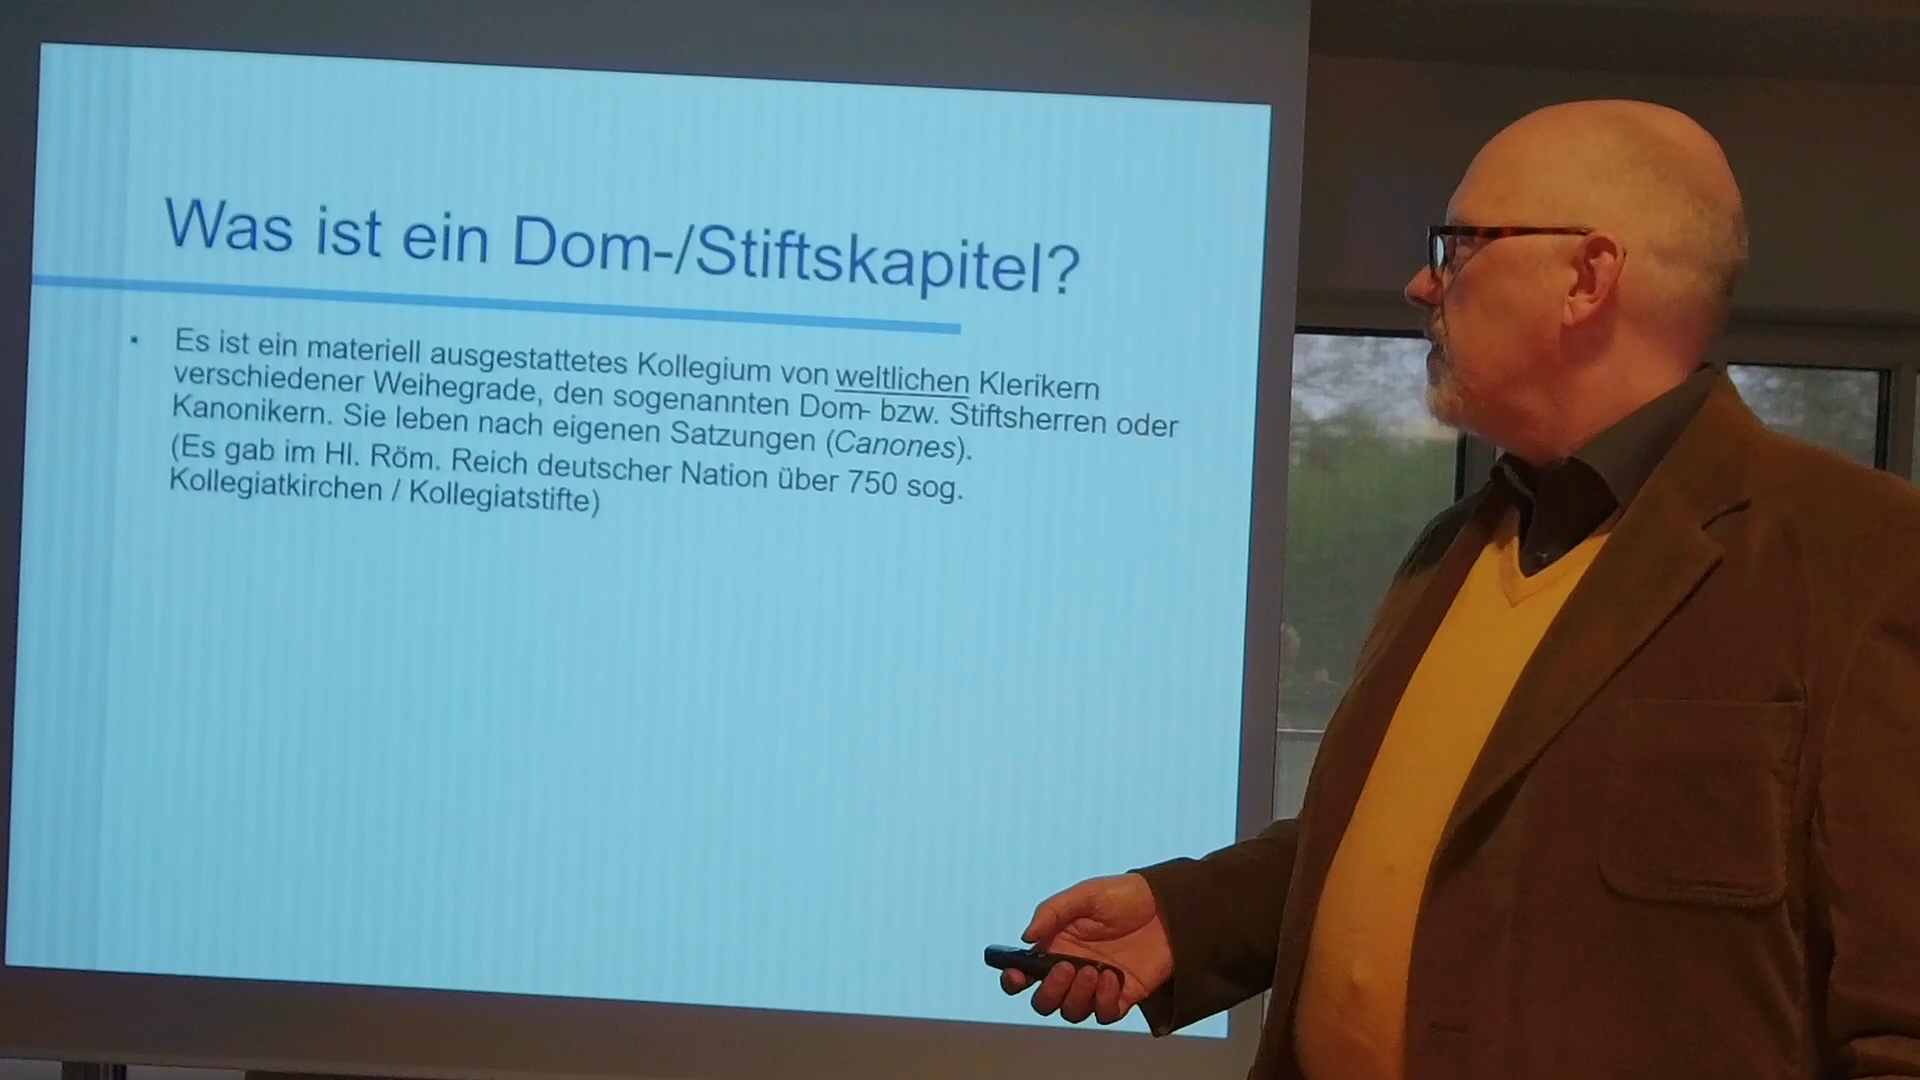 Was ist ein Dom-/Stiftskapitel?
▪ Es ist ein materiell ausgestattetes Kollegium von weltlichen Klerikern
verschiedener Weihegrade, den sogenannten Dom- bzw. Stiftsherren oder
Kanonikern. Sie leben nach eigenen Satzungen (Canones).
(Es gab im Hl. Röm. Reich deutscher Nation über 750 sog.
Kollegiatkirchen / Kollegiatstifte)